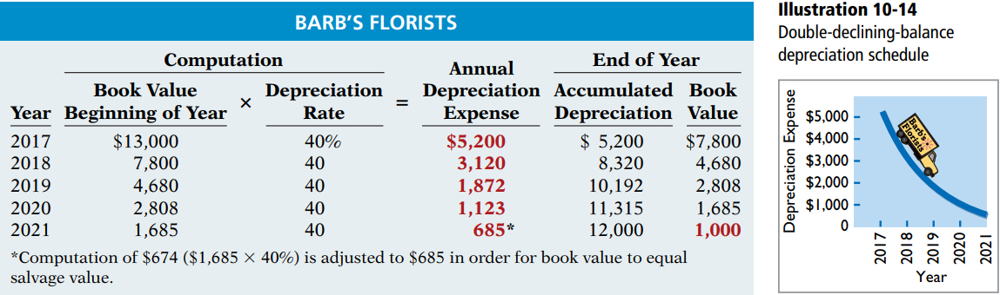 BARB'S FLORISTS
Computation
Annual
End of Year
Book Value
Depreciation
Depreciation
Accumulated
Book
Year
Beginning of Year
×
Rate
=
Expense
Depreciation
Value
2017 $13,000 40% $5,200 $ 5,200 $7,800
2018 7,800 40 3,120 8,320 4,680
2019 4,680 40 1,872 10,192 2,808
2020 2,808 40 1,123 11,315 1,685
2021 1,685 40 685* 12,000 1,000
*Computation of $674 ($1,685 × 40%) is adjusted to $685 in order for book value to equal
salvage value.
Illustration 10-14
Double-declining-balance
depreciation schedule
Depreciation Expense
$5,000
$4,000
$3,000
$2,000
$1,000
0
Barb's
Florists
2017
2018
2019
2020
2021
Year